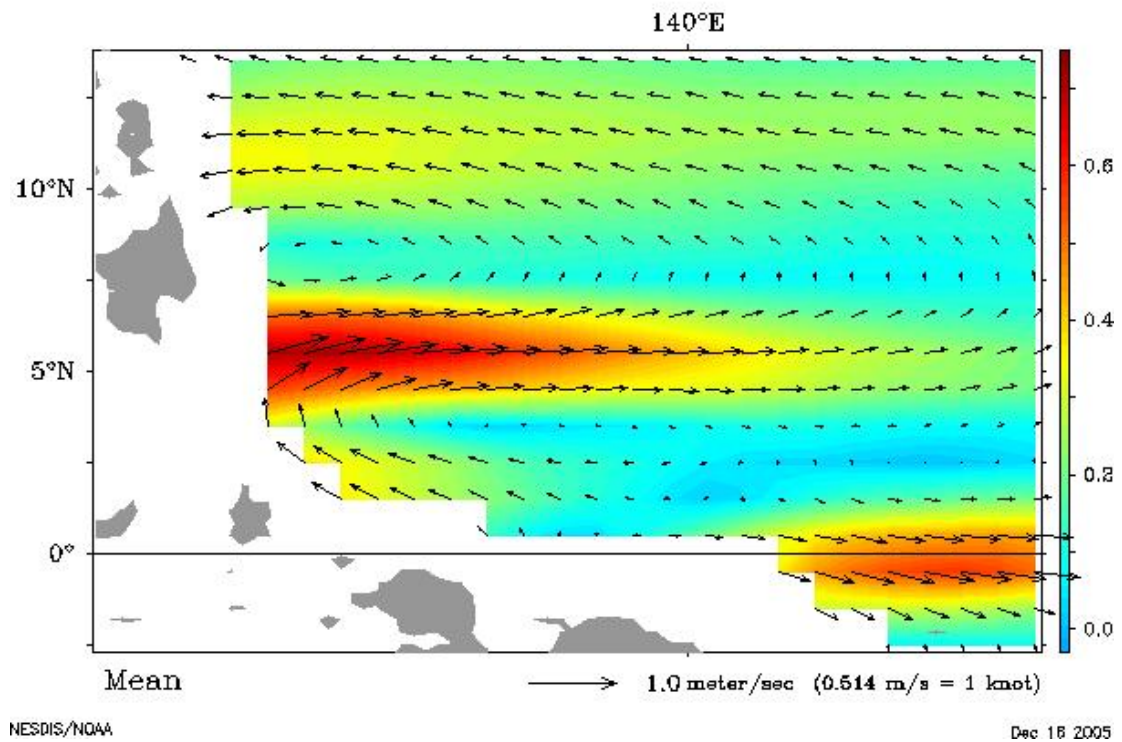 140°E
10°N
5°N
0°
0.6
0.4
0.2
0.0
Mean
1.0 meter/sec (0.514 m/s = 1 knot)
NESDIS/NOAA
Dec 16 2005